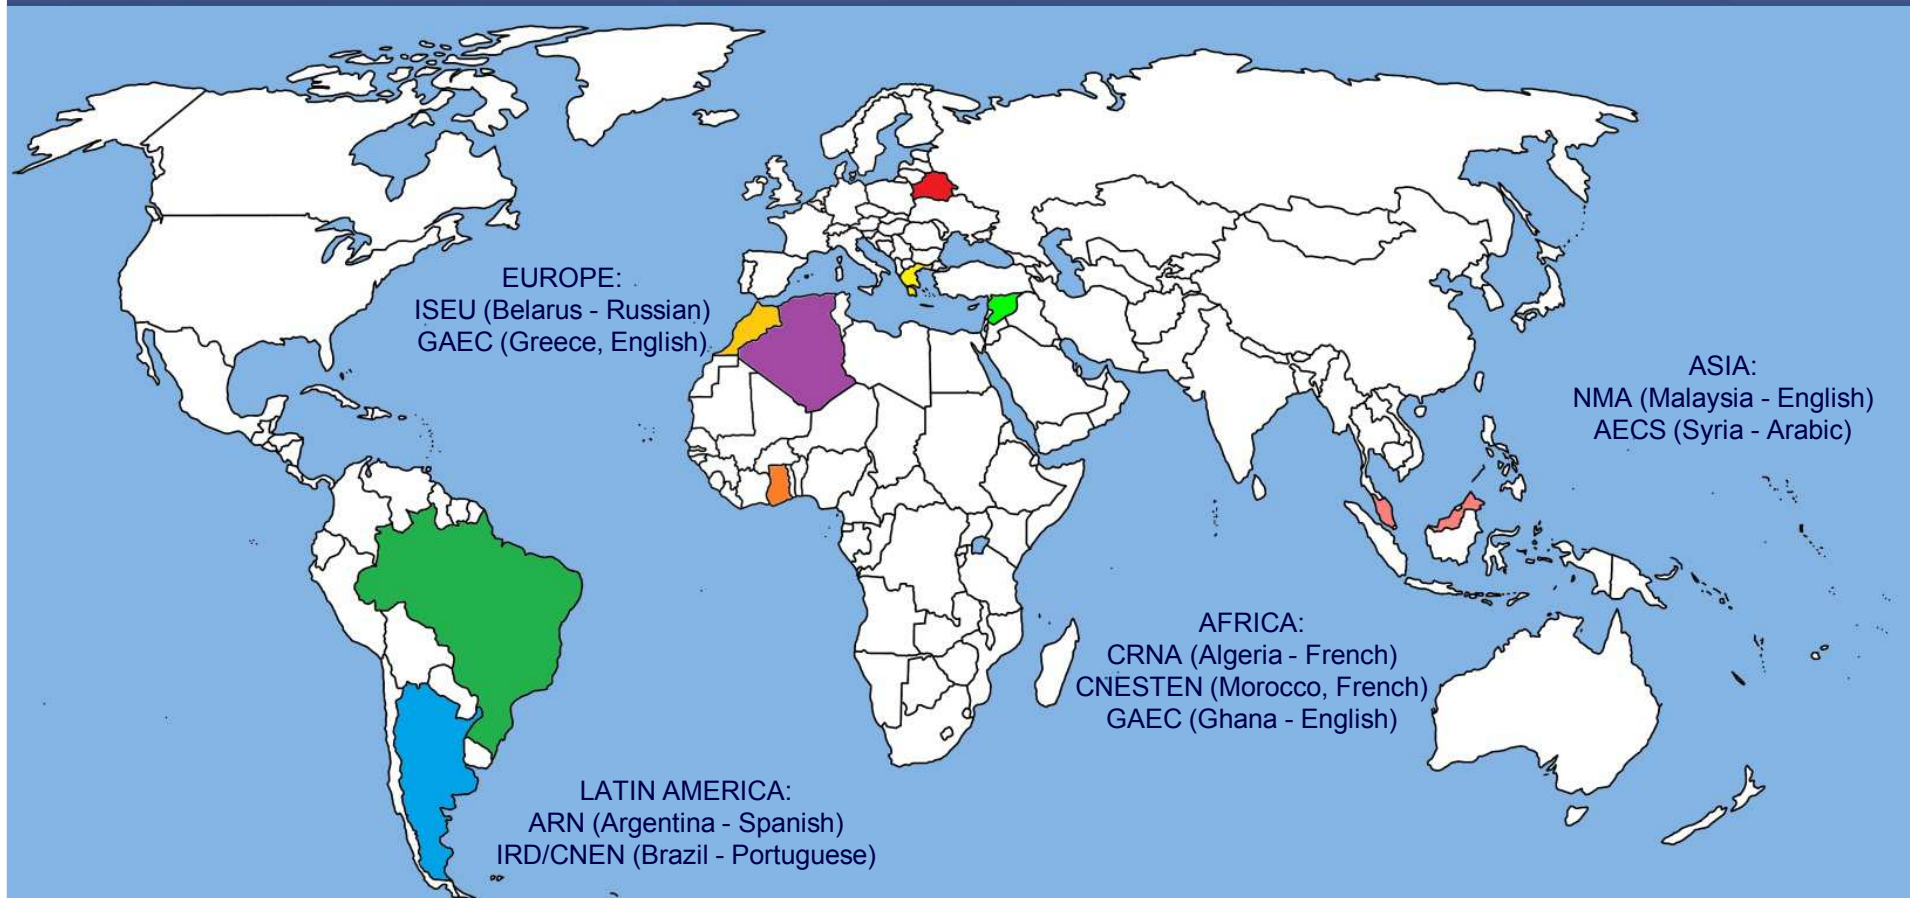 EUROPE:
ISEU (Belarus - Russian)
GAEC (Greece, English)
ASIA:
NMA (Malaysia - English)
AECS (Syria - Arabic)
AFRICA:
CRNA (Algeria - French)
CNESTEN (Morocco, French)
GAEC (Ghana - English)
LATIN AMERICA:
ARN (Argentina - Spanish)
IRD/CNEN (Brazil - Portuguese)